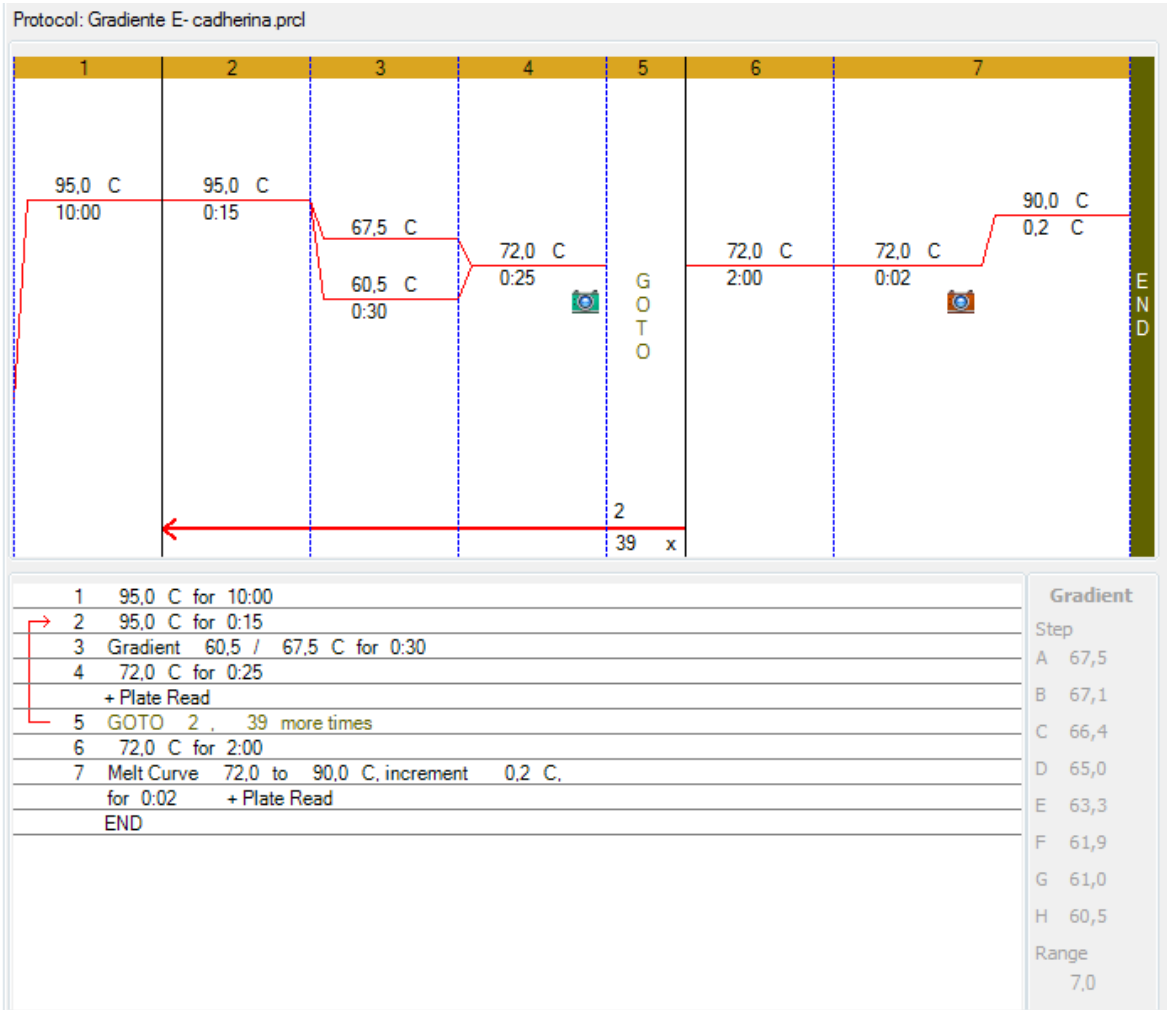 Protocol: Gradiente E- cadherina.prcl
1 2 3 4 5 6 7
95,0 C
10:00
95,0 C
0:15
67,5 C
60,5 C
0:30
72,0 C
0:25
GOTO
2
39 x
72,0 C
2:00
72,0 C
0:02
90,0 C
0,2 C
END
1 95,0 C for 10:00
2 95,0 C for 0:15
3 Gradient 60,5 / 67,5 C for 0:30
4 72,0 C for 0:25
+ Plate Read
5 GOTO 2 , 39 more times
6 72,0 C for 2:00
7 Melt Curve 72,0 to 90,0 C, increment 0,2 C,
for 0:02 + Plate Read
END
Gradient
Step
A 67,5
B 67,1
C 66,4
D 65,0
E 63,3
F 61,9
G 61,0
H 60,5
Range
7,0